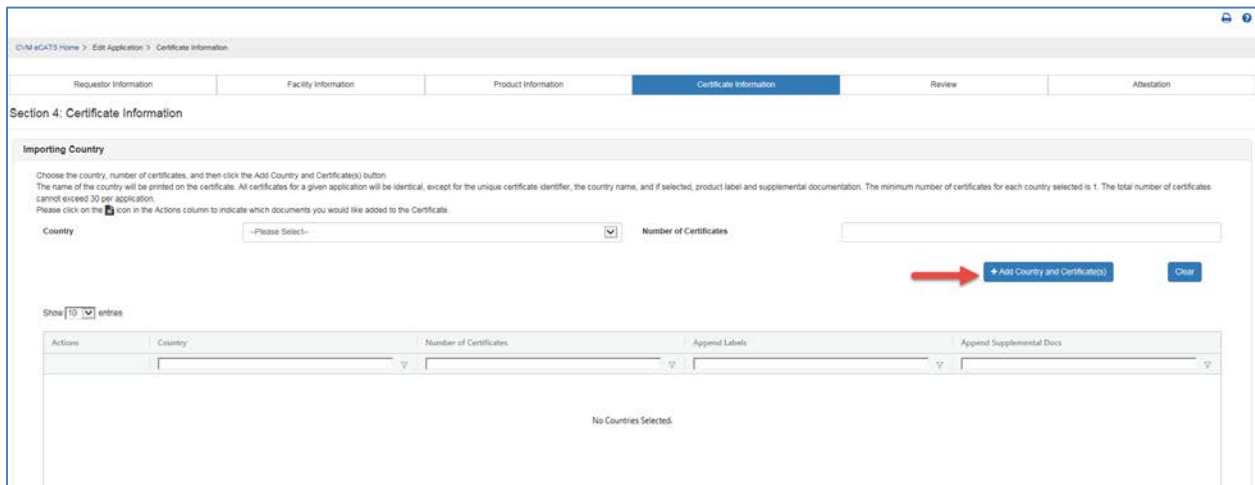 CVM eCATS Home > Edit Application > Certificate Information
Requestor Information Facility Information Product Information Certificate Information Review Attestation
Section 4: Certificate Information
Importing Country
Choose the country, number of certificates, and then click the Add Country and Certificate(s) button.
The name of the country will be printed on the certificate. All certificates for a given application will be identical, except for the unique certificate identifier, the country name, and if selected, product label and supplemental documentation. The minimum number of certificates for each country selected is 1. The total number of certificates
cannot exceed 30 per application.
Please click on the icon in the Actions column to indicate which documents you would like added to the Certificate.
Country --Please Select-- Number of Certificates
+ Add Country and Certificate(s) Clear
Show 10 entries
Actions Country Number of Certificates Append Labels Append Supplemental Docs
No Countries Selected.